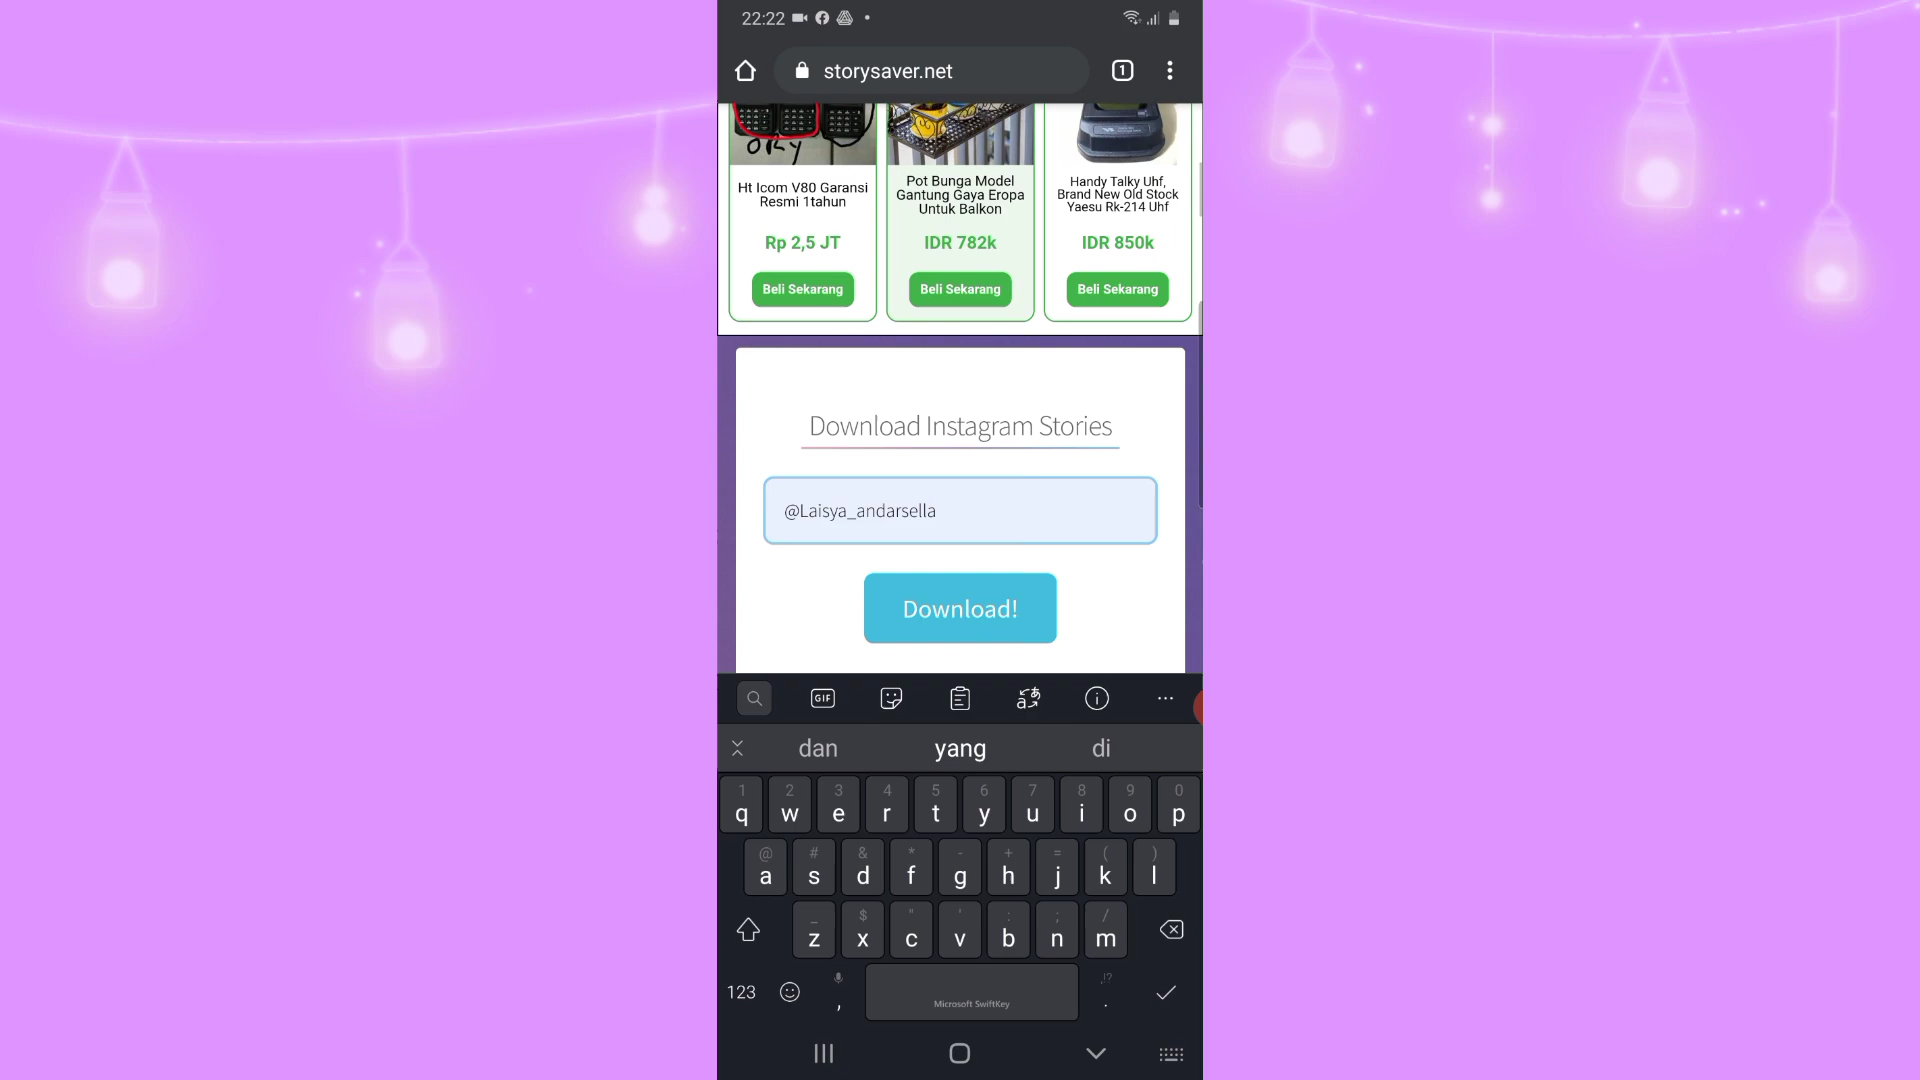 22:22
storysaver.net
1
OKY
Ht Icom V80 Garansi
Resmi 1tahun
Rp 2,5 JT
Beli Sekarang
Pot Bunga Model
Gantung Gaya Eropa
Untuk Balkon
IDR 782k
Beli Sekarang
Handy Talky Uhf,
Brand New Old Stock
Yaesu Rk-214 Uhf
IDR 850k
Beli Sekarang
Download Instagram Stories
@Laisya_andarsella
Download!
GIF
dan yang di
1 2 3 4 5 6 7 8 9 0
q w e r t y u i o p
@ # & * - + = ( )
a s d f g h j k l
_ $ " ' : ; /
z x c v b n m
123 , Microsoft SwiftKey ,!? .